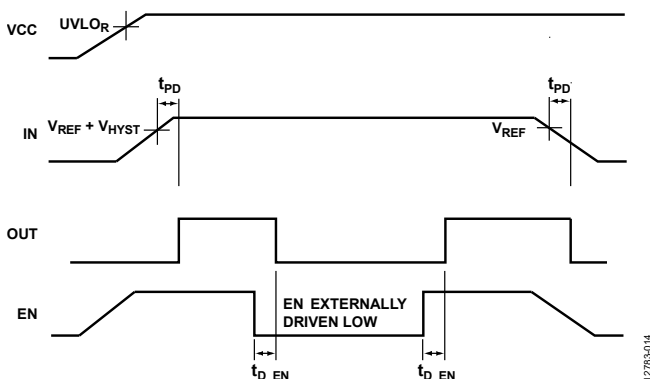 VCC
UVLOR
tPD
tPD
IN
VREF + VHYST
VREF
OUT
EN
EN EXTERNALLY
DRIVEN LOW
tD_EN
tD_EN
12783-014